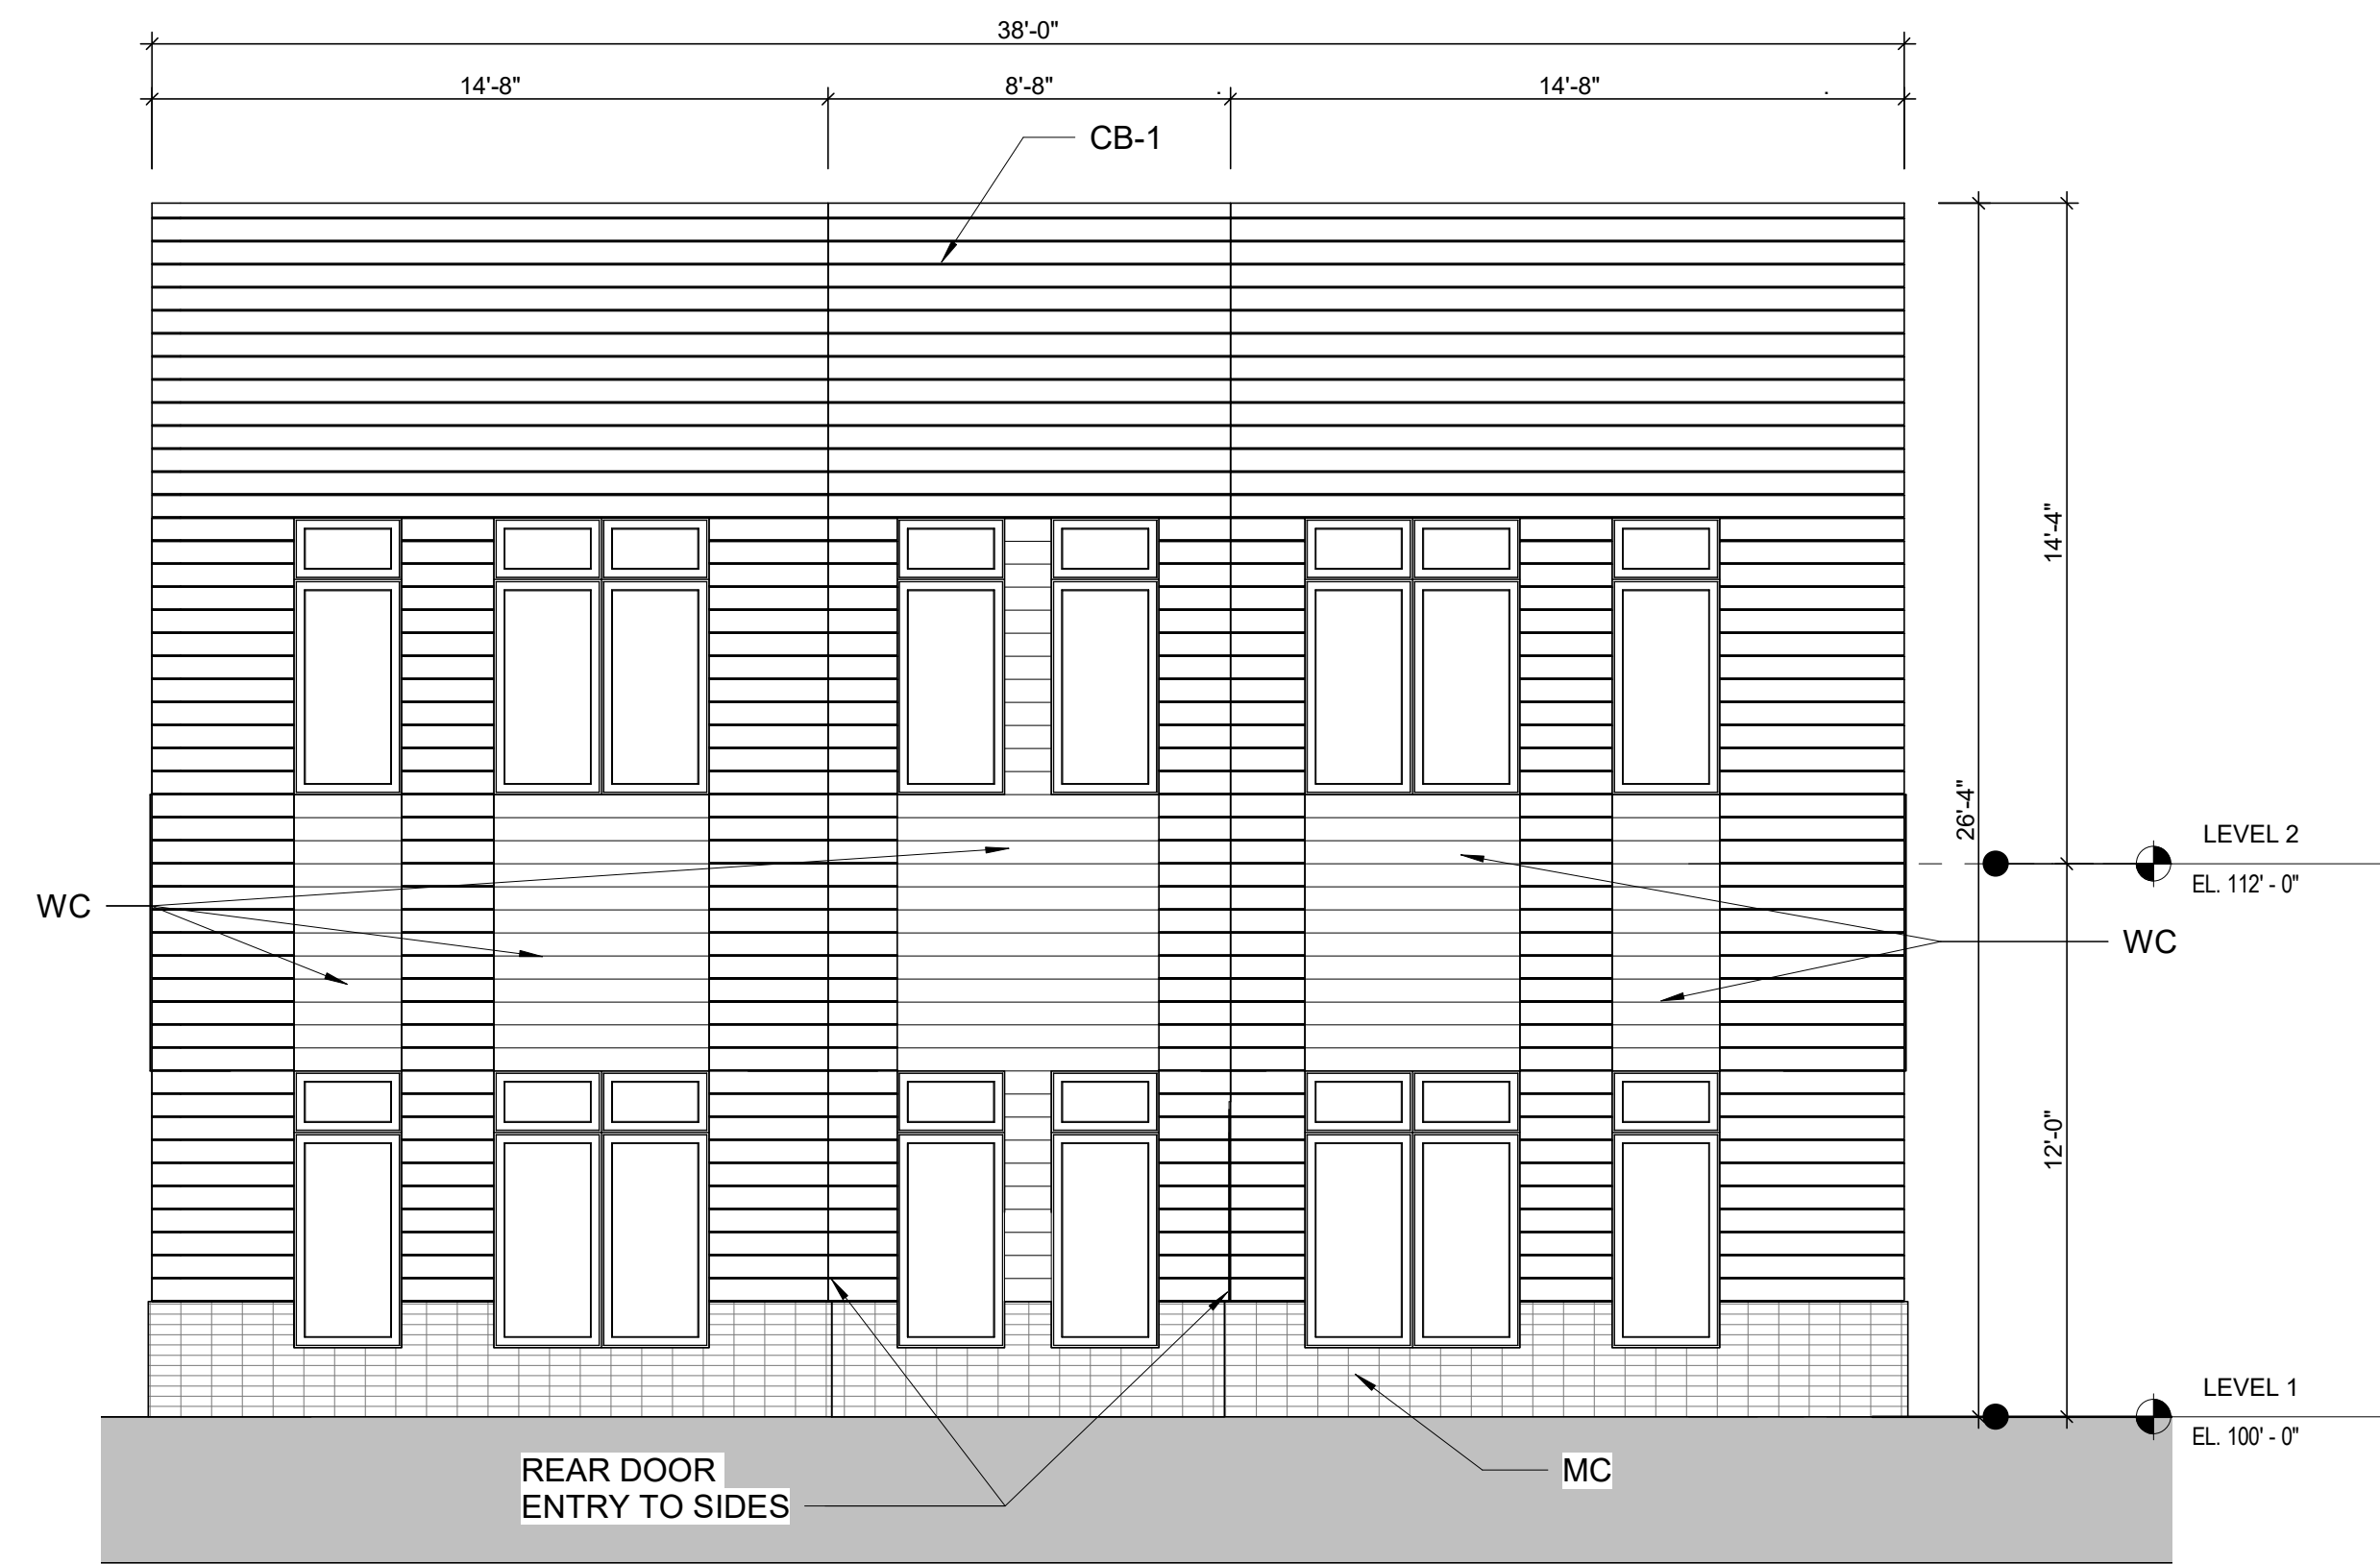 38'-0"
14'-8"
8'-8"
14'-8"
CB-1
14'-4"
26'-4"
LEVEL 2
EL. 112' - 0"
WC
WC
12'-0"
LEVEL 1
EL. 100' - 0"
REAR DOOR
ENTRY TO SIDES
MC